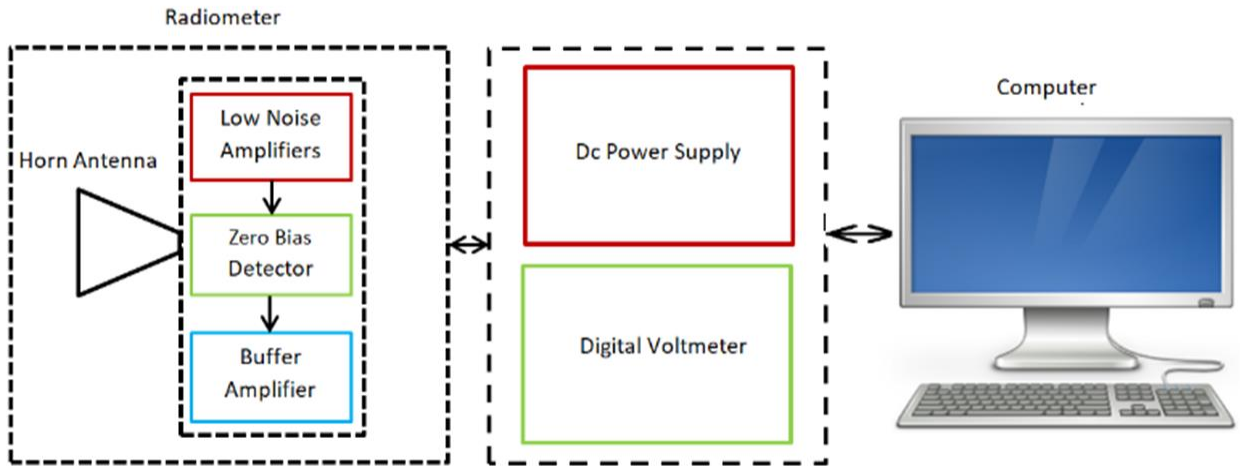 Radiometer
Horn Antenna
Low Noise
Amplifiers
Zero Bias
Detector
Buffer
Amplifier
Dc Power Supply
Digital Voltmeter
Computer